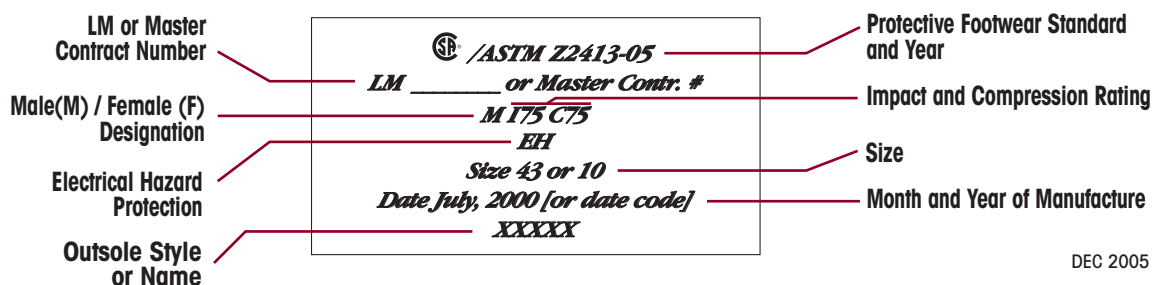 LM or Master
Contract Number
Male(M) / Female (F)
Designation
Electrical Hazard
Protection
Outsole Style
or Name
SA® /ASTM Z2413-05
LM ________ or Master Contr. #
M I75 C75
EH
Size 43 or 10
Date July, 2000 [or date code]
XXXXX
Protective Footwear Standard
and Year
Impact and Compression Rating
Size
Month and Year of Manufacture
DEC 2005